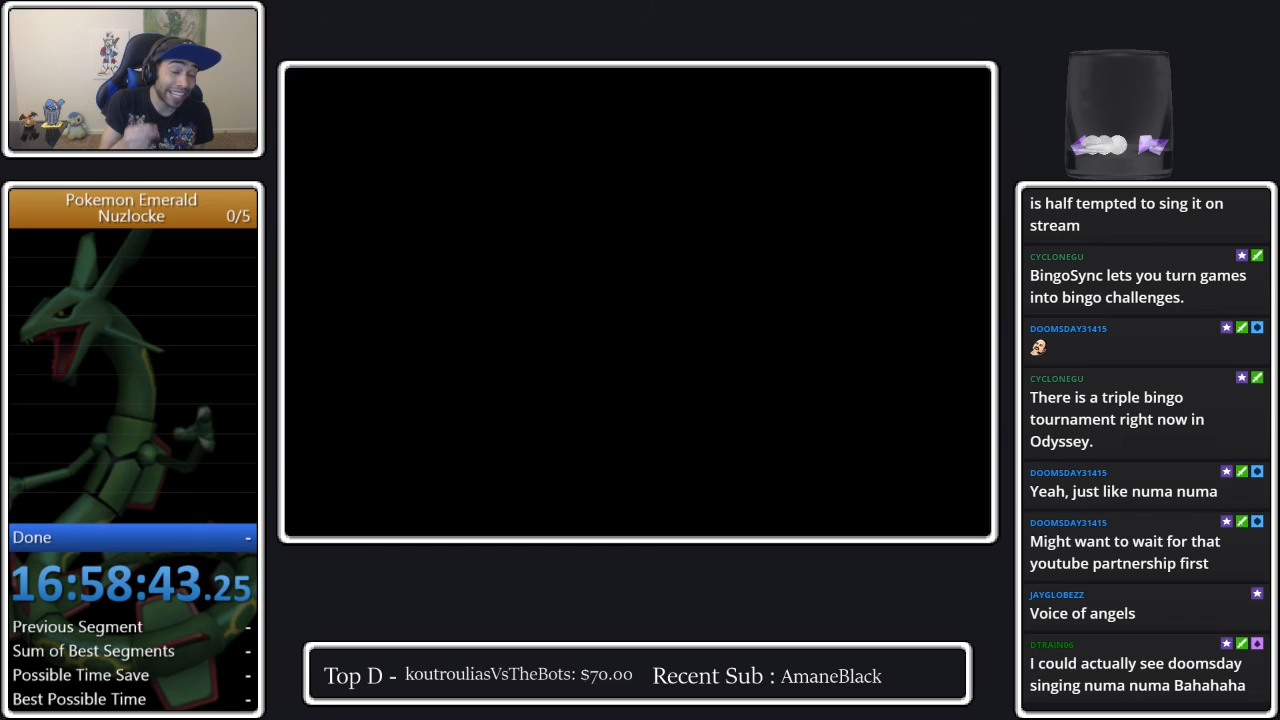 Pokemon Emerald
Nuzlocke 0/5
Done -
16:58:43.25
Previous Segment -
Sum of Best Segments -
Possible Time Save -
Best Possible Time -
Top D - koutrouliasVsTheBots: $70.00 Recent Sub : AmaneBlack
is half tempted to sing it on
stream
CYCLONEGU
BingoSync lets you turn games
into bingo challenges.
DOOMSDAY31415
CYCLONEGU
There is a triple bingo
tournament right now in
Odyssey.
DOOMSDAY31415
Yeah, just like numa numa
DOOMSDAY31415
Might want to wait for that
youtube partnership first
JAYGLOBEZZ
Voice of angels
DTRAIN06
I could actually see doomsday
singing numa numa Bahahaha